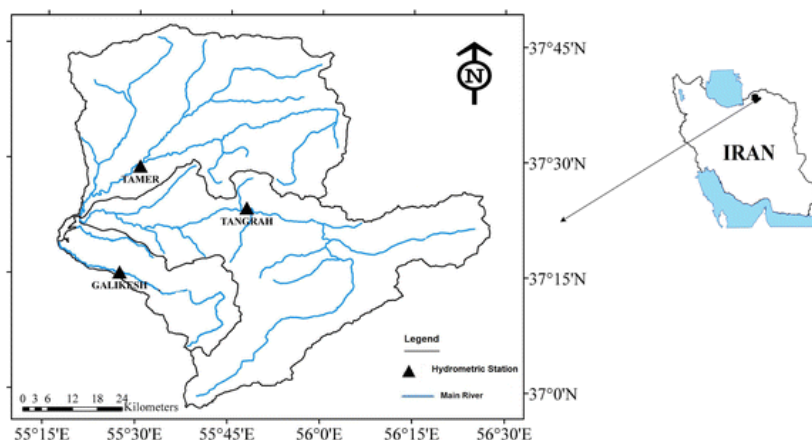 37°45'N
N
IRAN
37°30'N
TAMER
TANGRAH
37°15'N
GALIKESH
Legend
Hydrometric Station
Main River
37°0'N
0 3 6 12 18 24
Kilometers
55°15'E 55°30'E 55°45'E 56°0'E 56°15'E 56°30'E